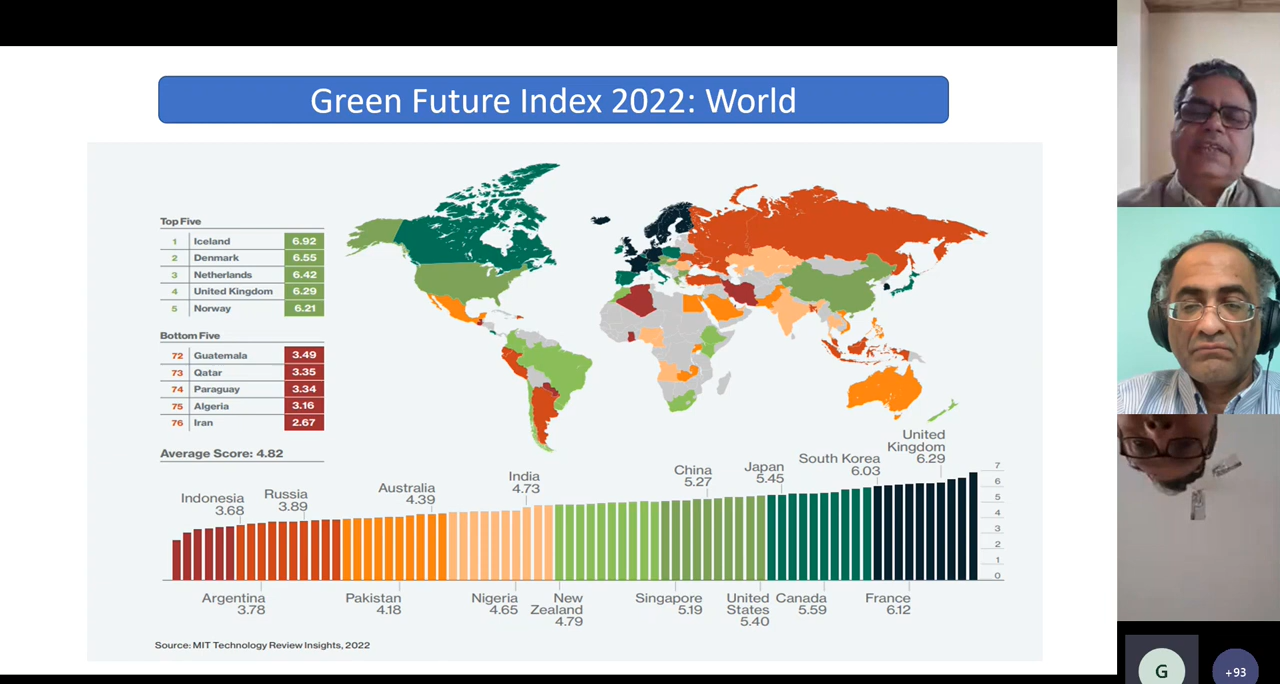 Green Future Index 2022: World
Top Five
1 Iceland 6.92
2 Denmark 6.55
3 Netherlands 6.42
4 United Kingdom 6.29
5 Norway 6.21
Bottom Five
72 Guatemala 3.49
73 Qatar 3.35
74 Paraguay 3.34
75 Algeria 3.16
76 Iran 2.67
Average Score: 4.82
Indonesia
3.68
Russia
3.89
Australia
4.39
India
4.73
China
5.27
Japan
5.45
South Korea
6.03
United
Kingdom
6.29
7
6
5
4
3
2
1
0
Argentina
3.78
Pakistan
4.18
Nigeria
4.65
New
Zealand
4.79
Singapore
5.19
United
States
5.40
Canada
5.59
France
6.12
Source: MIT Technology Review Insights, 2022
G
+93